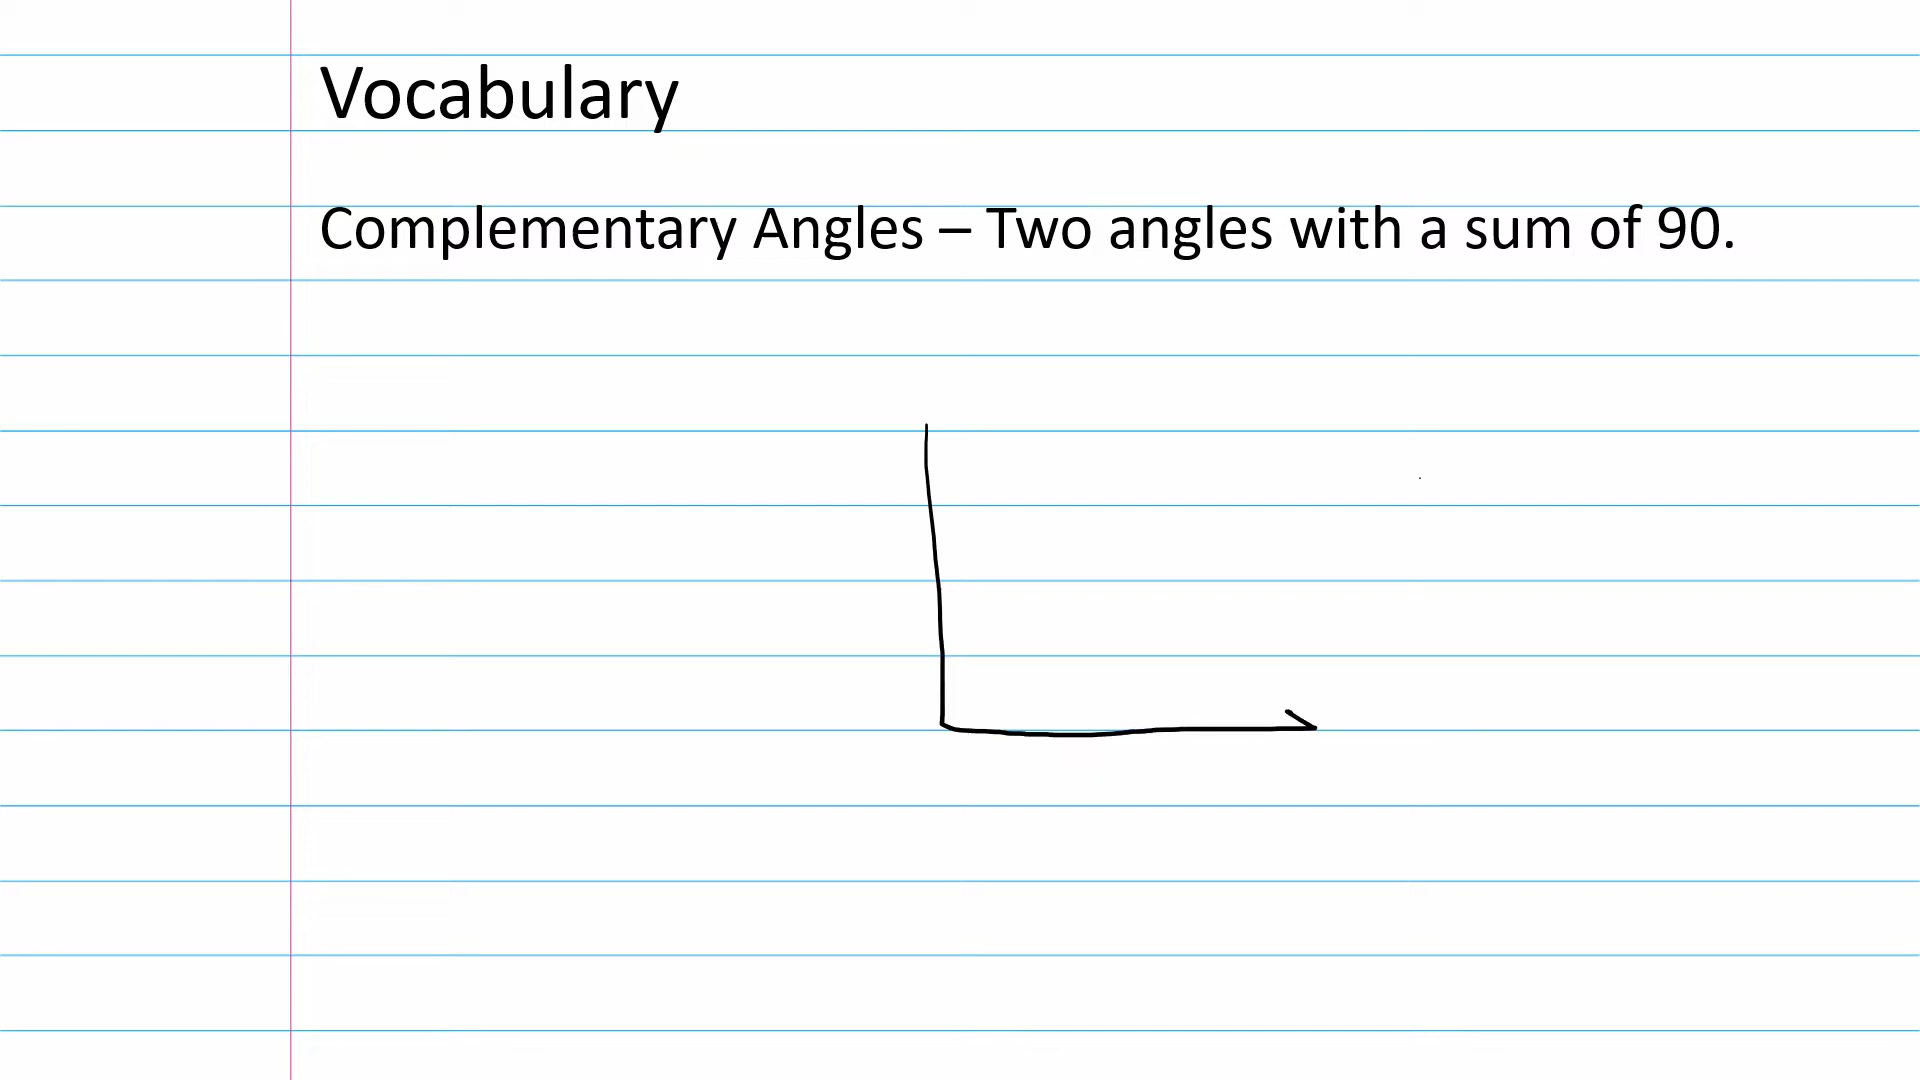 Vocabulary
Complementary Angles – Two angles with a sum of 90.